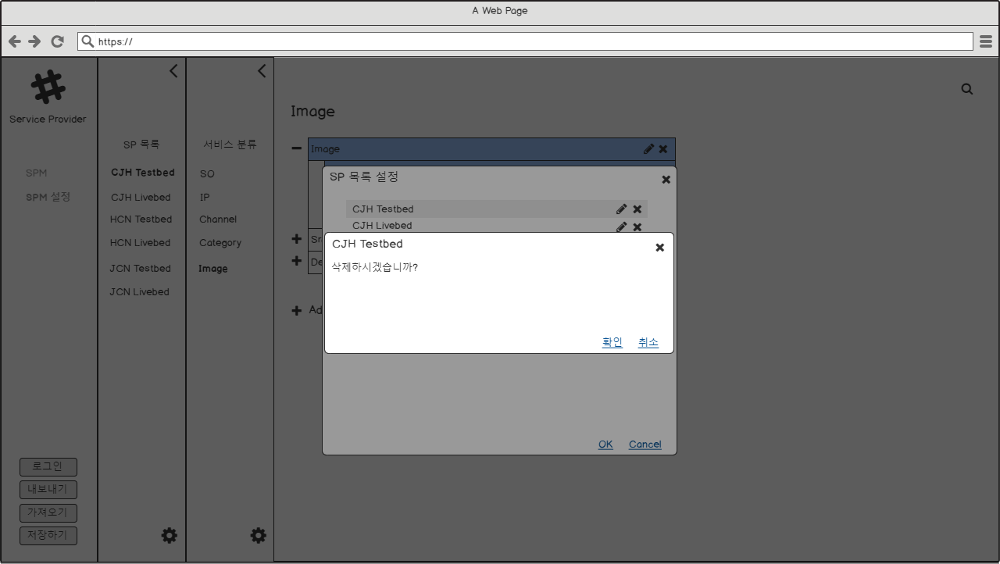 A Web Page
https://
Service Provider
SPM
SPM 설정
로그인
내보내기
가져오기
저장하기
SP 목록
CJH Testbed
CJH Livebed
HCN Testbed
HCN Livebed
JCN Testbed
JCN Livebed
서비스 분류
SO
IP
Channel
Category
Image
Image
Image
SP 목록 설정
CJH Testbed
CJH Livebed
CJH Testbed
삭제하시겠습니까?
확인 취소
OK Cancel